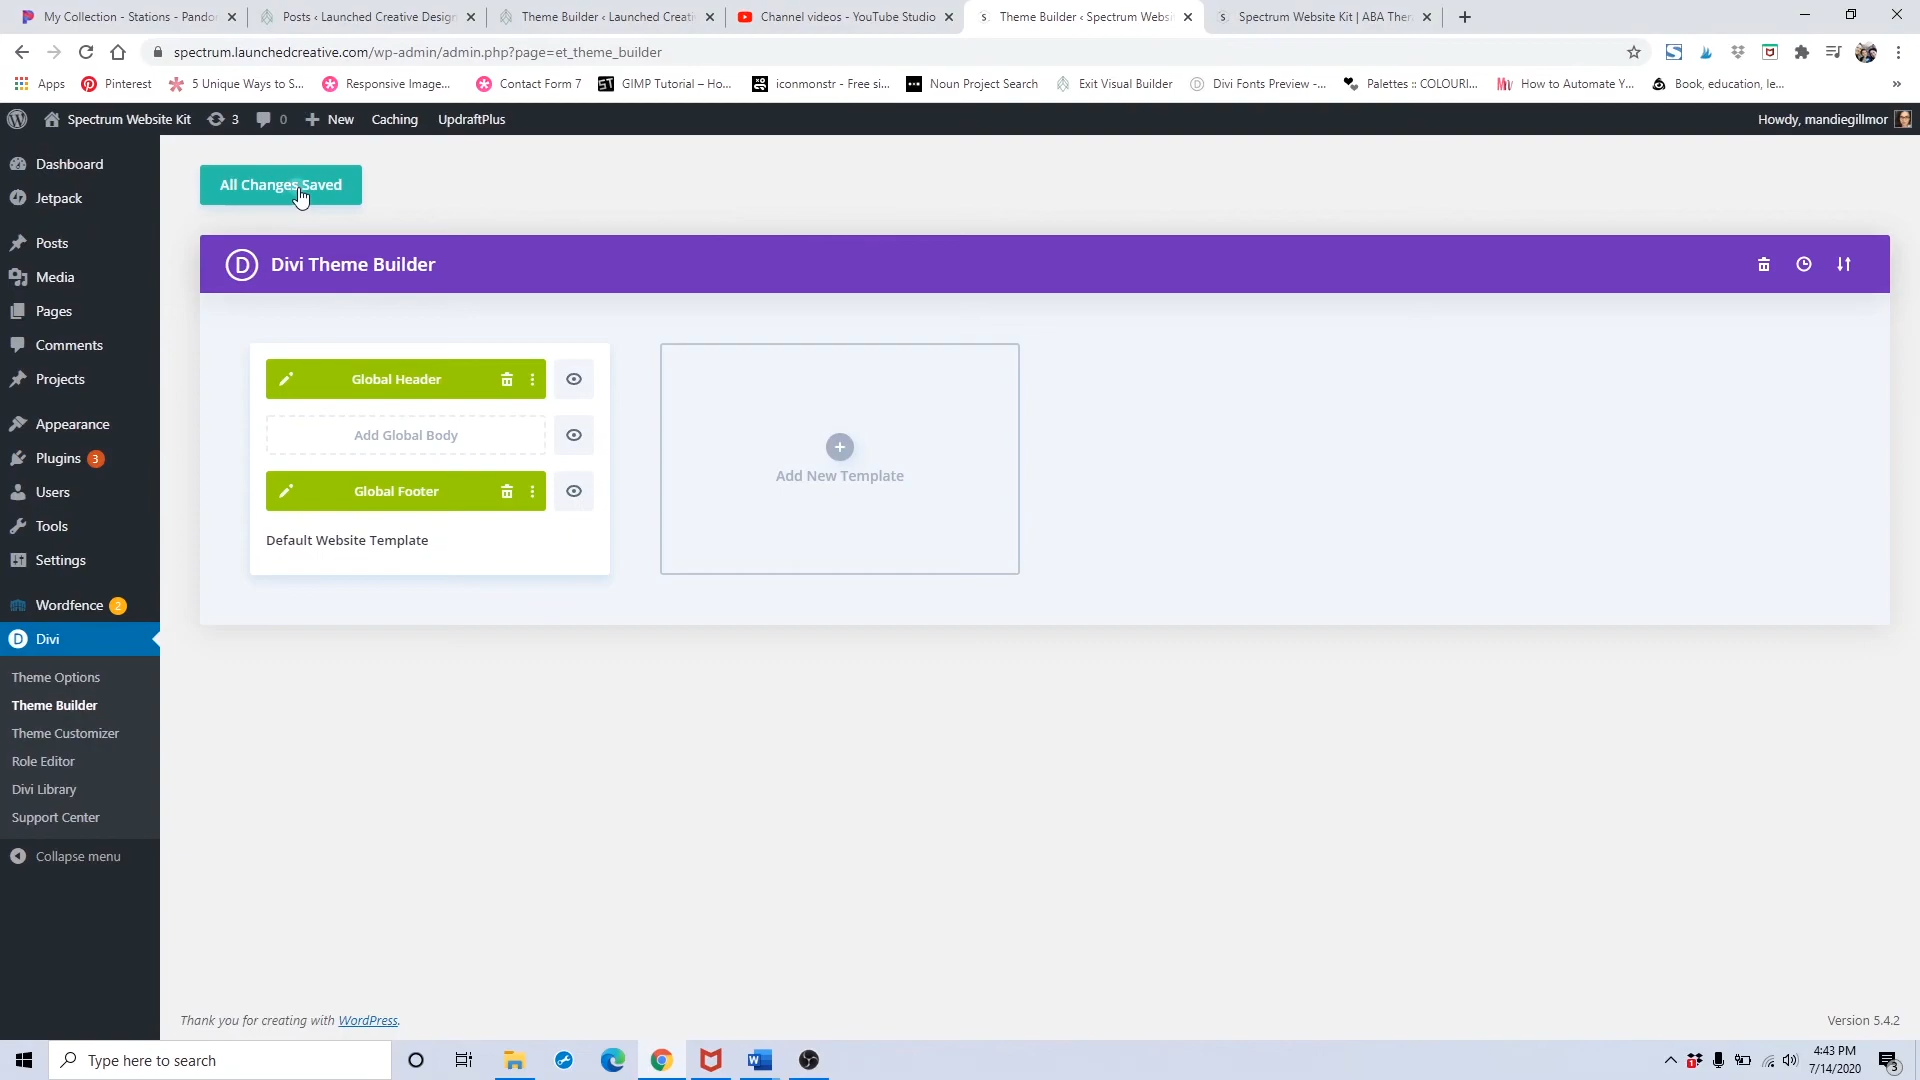 My Collection - Stations - Pandor
Posts ‹ Launched Creative Design
Theme Builder ‹ Launched Creati
Channel videos - YouTube Studio
Theme Builder ‹ Spectrum Websi
Spectrum Website Kit | ABA Ther
spectrum.launchedcreative.com/wp-admin/admin.php?page=et_theme_builder
Apps
Pinterest
5 Unique Ways to S...
Responsive Image...
Contact Form 7
GIMP Tutorial – Ho...
iconmonstr - Free si...
Noun Project Search
Exit Visual Builder
Divi Fonts Preview -...
Palettes :: COLOURl...
How to Automate Y...
Book, education, le...
Spectrum Website Kit
3
0
New
Caching
UpdraftPlus
Howdy, mandiegillmor
Dashboard
Jetpack
Posts
Media
Pages
Comments
Projects
Appearance
Plugins 3
Users
Tools
Settings
Wordfence 2
Divi
Theme Options
Theme Builder
Theme Customizer
Role Editor
Divi Library
Support Center
Collapse menu
All Changes Saved
D Divi Theme Builder
Global Header
Add Global Body
Global Footer
Default Website Template
Add New Template
Thank you for creating with WordPress.
Version 5.4.2
Type here to search
4:43 PM
7/14/2020
3